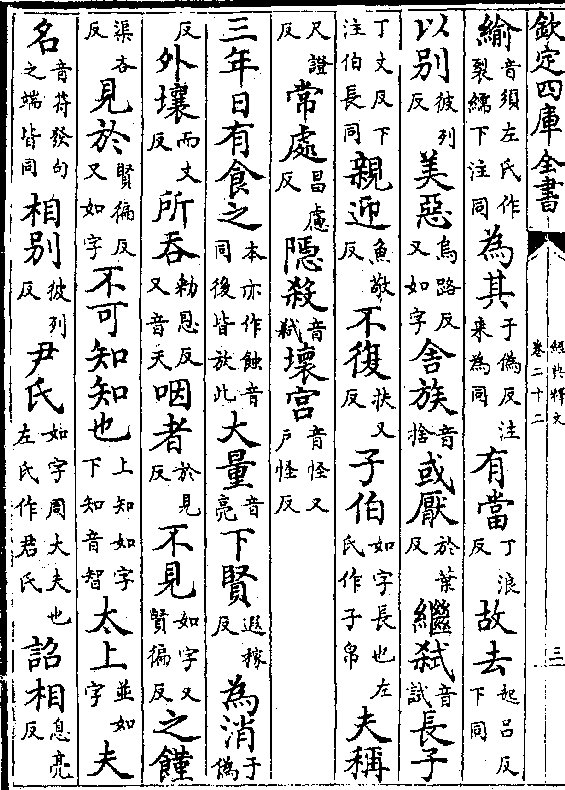 欽定四庫全書
經典釋文
卷二十二
三
緰音須左氏作裂繻下注同為其于偽反注來為同有當丁浪反故去起呂反下同
以别彼列反美惡烏路反又如字舍族音捨或厭於葉反繼弑音試長子
丁丈反下注伯長同親迎魚敬反不復扶又反子伯如字長也左氏作子帛夫稱
尺證反常處昌慮反隱殺音弑壞宫音怪又户怪反
三年日有食之本亦作蝕音同後皆放此大量音亮下賢遐稼反為消于偽
反外壤而丈反所吞勑恩反又音天咽者於見反不見如字又賢徧反之饉
渠吝反見於賢徧反又如字不可知知也上知如字下知音智太上並如字夫
名音符發句之端皆同相别彼列反尹氏如字周大夫也左氏作君氏詔相息亮反